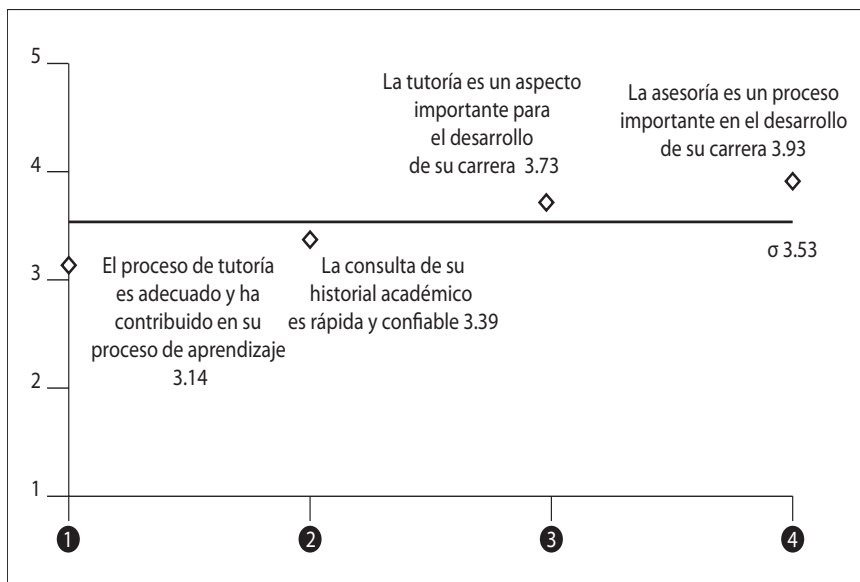 5
La tutoría es un aspecto
importante para
el desarrollo
de su carrera 3.73
La asesoría es un proceso
importante en el desarrollo
de su carrera 3.93
4
σ 3.53
3
El proceso de tutoría
es adecuado y ha
contribuido en su
proceso de aprendizaje
3.14
La consulta de su
historial académico
es rápida y confiable 3.39
2
1
1
2
3
4